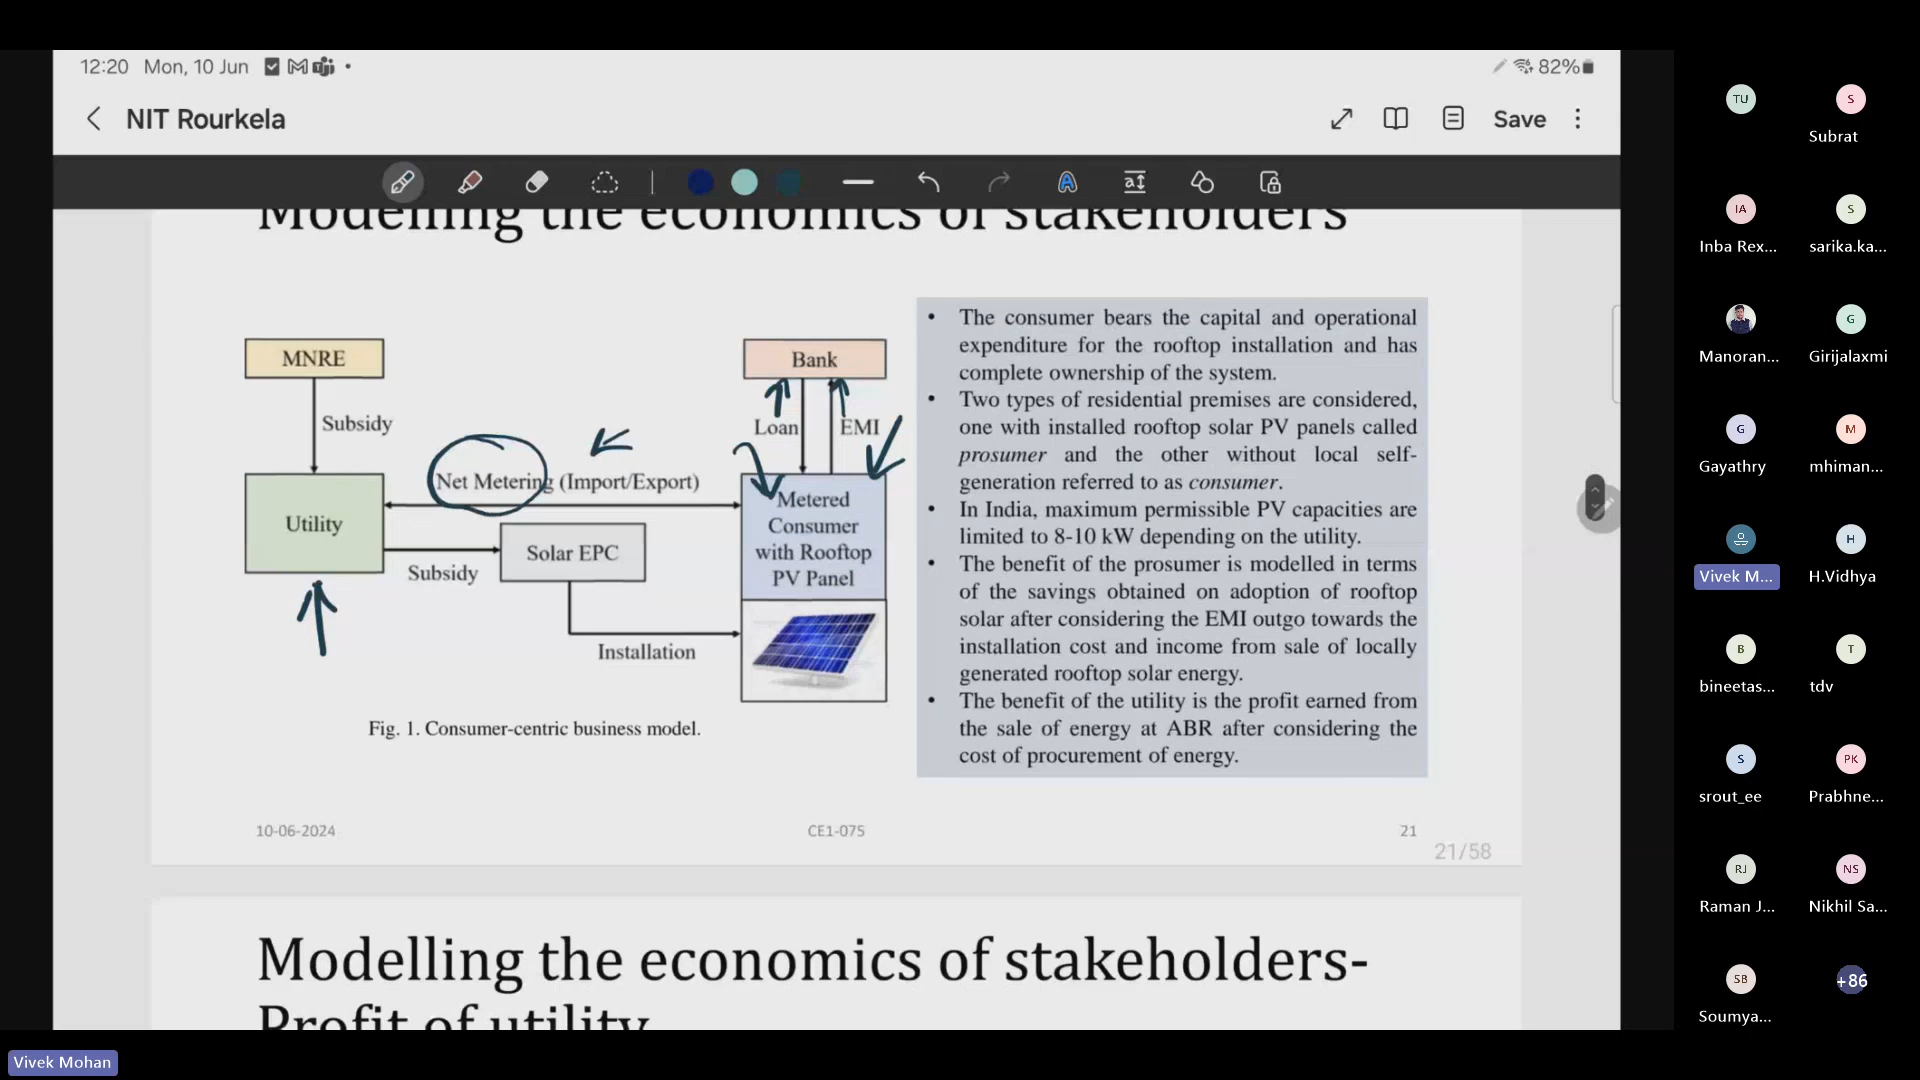 12:20 Mon, 10 Jun
82%
NIT Rourkela
Save
Modelling the economics of stakeholders
MNRE
Bank
Subsidy
Loan
EMI
Net Metering (Import/Export)
Utility
Solar EPC
Subsidy
Metered
Consumer
with Rooftop
PV Panel
Installation
Fig. 1. Consumer-centric business model.
• The consumer bears the capital and operational
expenditure for the rooftop installation and has
complete ownership of the system.
• Two types of residential premises are considered,
one with installed rooftop solar PV panels called
prosumer and the other without local self-
generation referred to as consumer.
• In India, maximum permissible PV capacities are
limited to 8-10 kW depending on the utility.
• The benefit of the prosumer is modelled in terms
of the savings obtained on adoption of rooftop
solar after considering the EMI outgo towards the
installation cost and income from sale of locally
generated rooftop solar energy.
• The benefit of the utility is the profit earned from
the sale of energy at ABR after considering the
cost of procurement of energy.
10-06-2024
CE1-075
21
21/58
Modelling the economics of stakeholders-
Profit of utility
TU
S
Subrat
IA
S
Inba Rex...
sarika.ka...
G
Manoran...
Girijalaxmi
G
M
Gayathry
mhiman...
H
Vivek M...
H.Vidhya
B
T
bineetas...
tdv
S
PK
srout_ee
Prabhne...
RJ
NS
Raman J...
Nikhil Sa...
SB
+86
Soumya...
Vivek Mohan